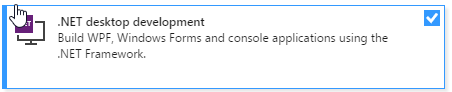 .NET desktop development
Build WPF, Windows Forms and console applications using the
.NET Framework.